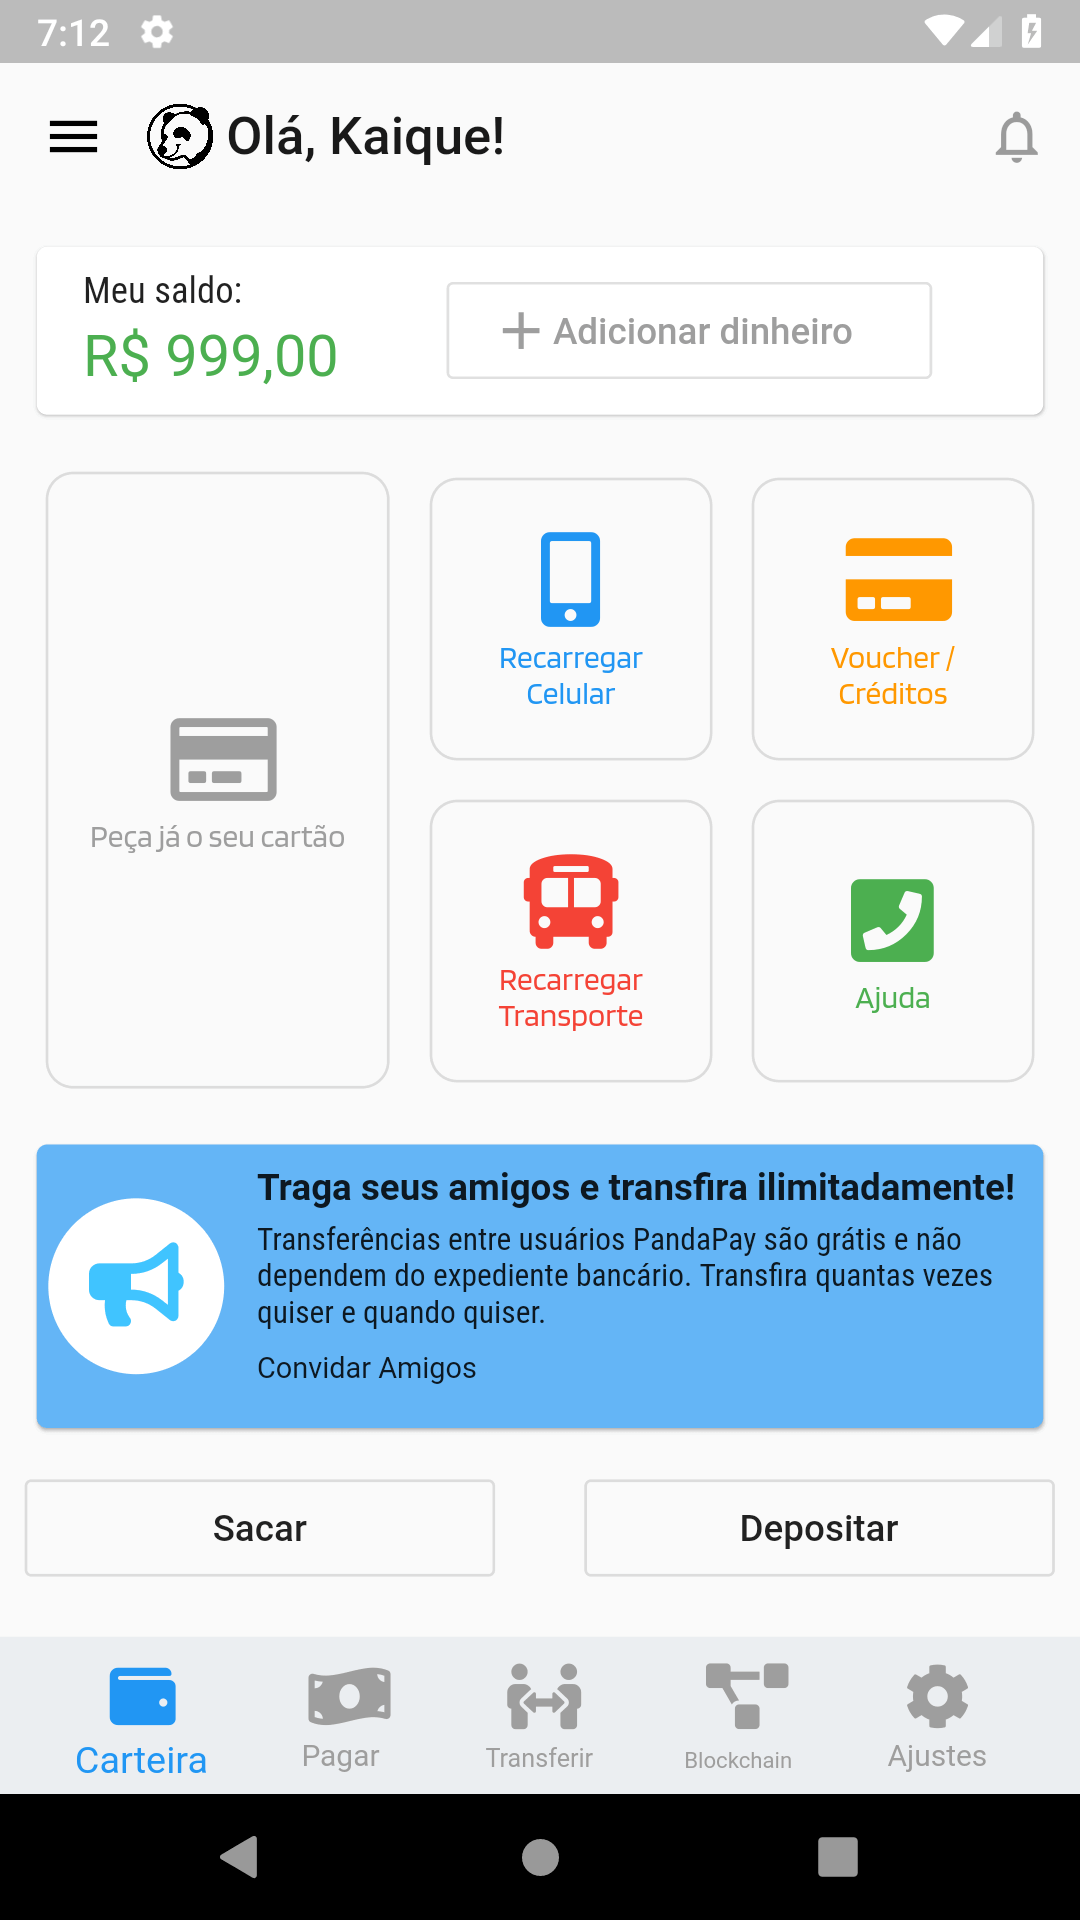 7:12
Olá, Kaique!
Meu saldo:
R$ 999,00
Adicionar dinheiro
Peça já o seu cartão
Recarregar
Celular
Voucher /
Créditos
Recarregar
Transporte
Ajuda
Traga seus amigos e transfira ilimitadamente!
Transferências entre usuários PandaPay são grátis e não
dependem do expediente bancário. Transfira quantas vezes
quiser e quando quiser.
Convidar Amigos
Sacar
Depositar
Carteira
Pagar
Transferir
Blockchain
Ajustes